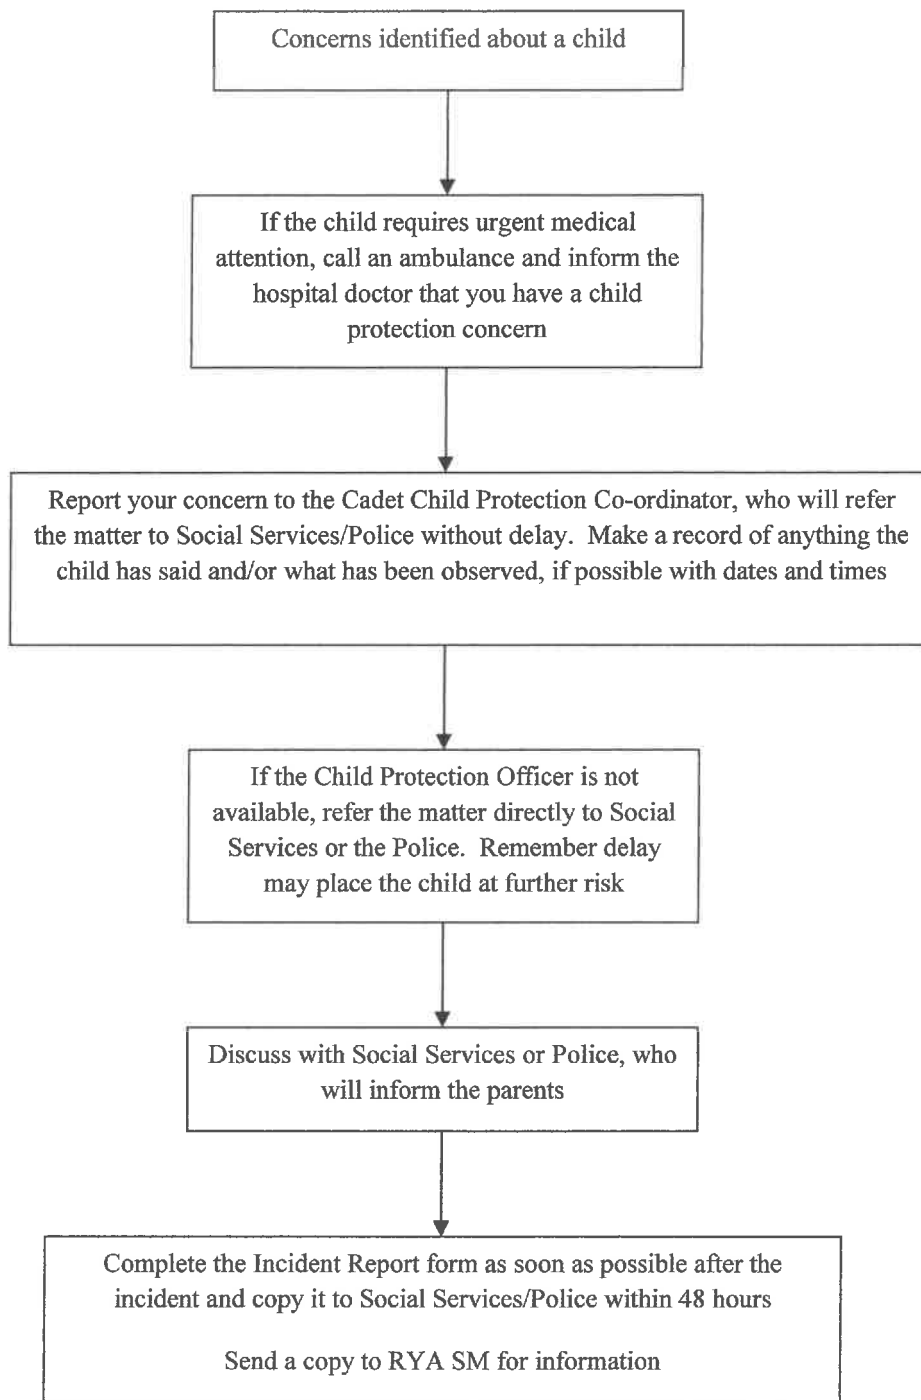 Concerns identified about a child
If the child requires urgent medical
attention, call an ambulance and inform the
hospital doctor that you have a child
protection concern
Report your concern to the Cadet Child Protection Co-ordinator, who will refer
the matter to Social Services/Police without delay.  Make a record of anything the
child has said and/or what has been observed, if possible with dates and times
If the Child Protection Officer is not
available, refer the matter directly to Social
Services or the Police.  Remember delay
may place the child at further risk
Discuss with Social Services or Police, who
will inform the parents
Complete the Incident Report form as soon as possible after the
incident and copy it to Social Services/Police within 48 hours
Send a copy to RYA SM for information